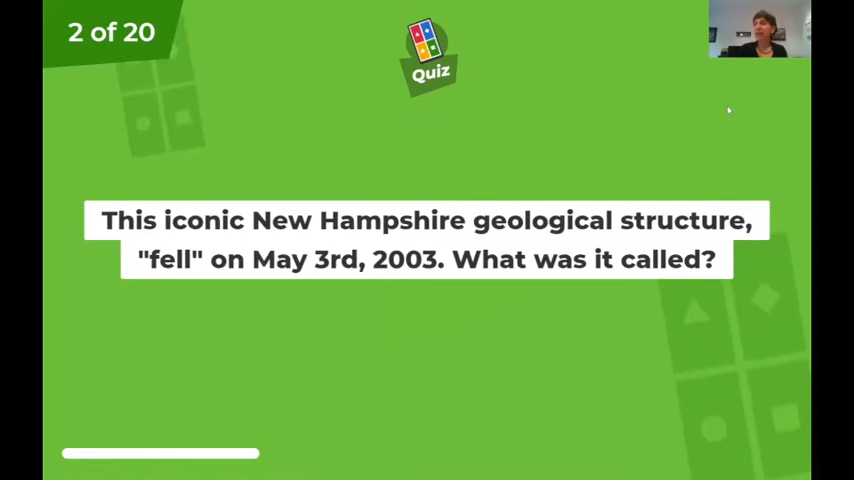 2 of 20
Quiz
This iconic New Hampshire geological structure,
"fell" on May 3rd, 2003. What was it called?